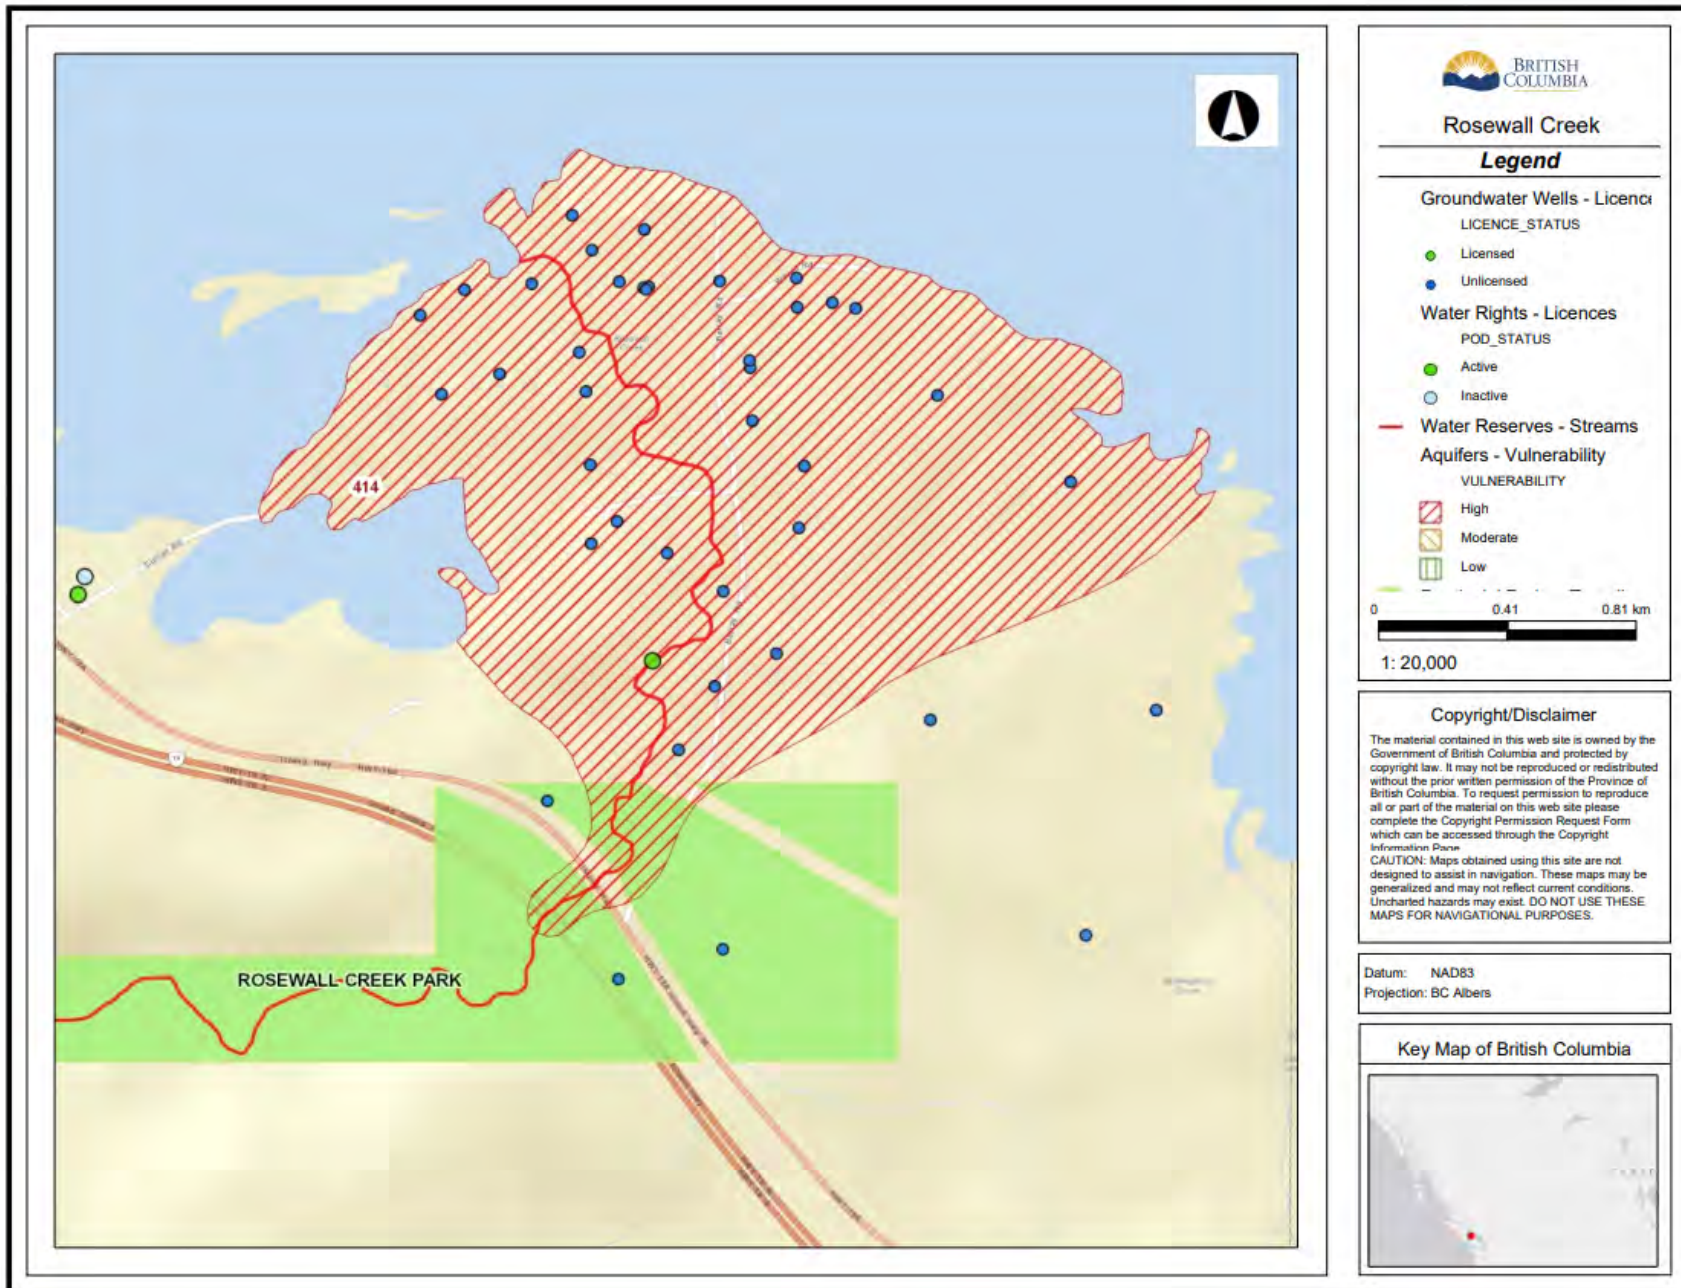 BRITISH
COLUMBIA
Rosewall Creek
Legend
Groundwater Wells - Licence
LICENCE_STATUS
Licensed
Unlicensed
Water Rights - Licences
POD_STATUS
Active
Inactive
Water Reserves - Streams
Aquifers - Vulnerability
VULNERABILITY
High
Moderate
Low
0 0.41 0.81 km
1: 20,000
Copyright/Disclaimer
The material contained in this web site is owned by the
Government of British Columbia and protected by
copyright law. It may not be reproduced or redistributed
without the prior written permission of the Province of
British Columbia. To request permission to reproduce
all or part of the material on this web site please
complete the Copyright Permission Request Form
which can be accessed through the Copyright
Information Page
CAUTION: Maps obtained using this site are not
designed to assist in navigation. These maps may be
generalized and may not reflect current conditions.
Uncharted hazards may exist. DO NOT USE THESE
MAPS FOR NAVIGATIONAL PURPOSES.
Datum: NAD83
Projection: BC Albers
Key Map of British Columbia
414
ROSEWALL CREEK PARK